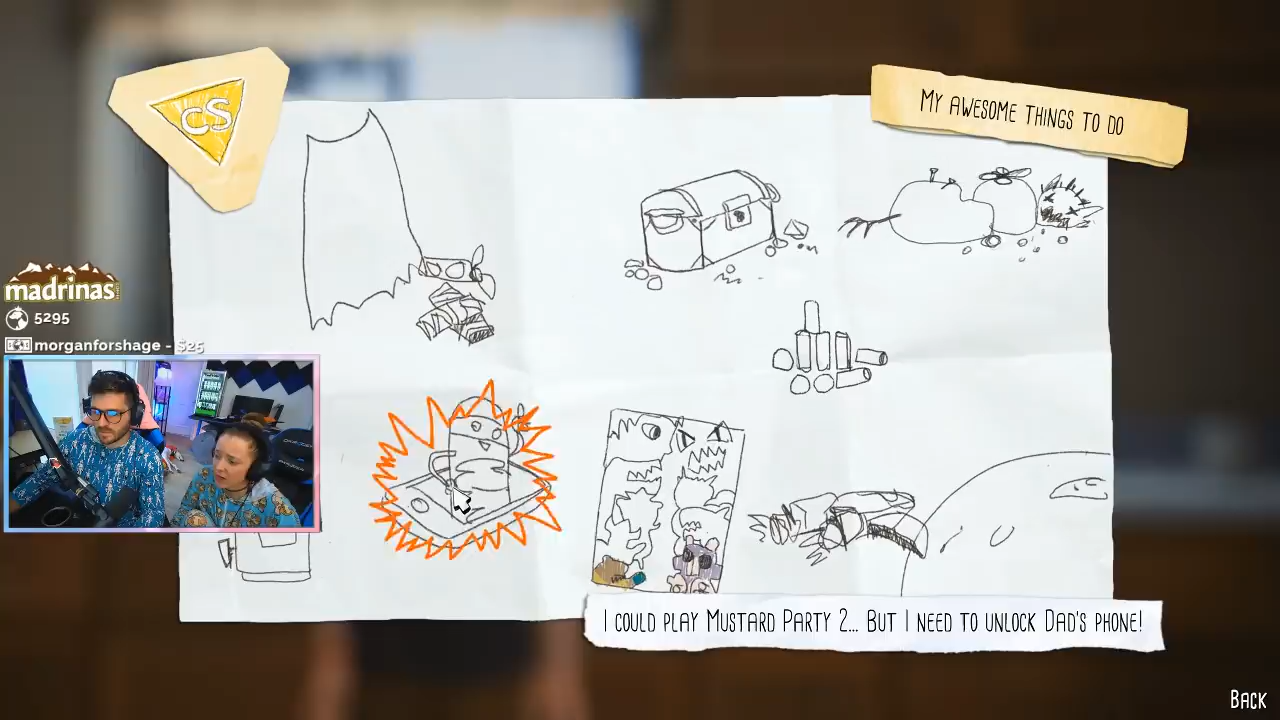 CS
MY AWESOME THINGS TO DO
madrinas
5295
morganforshage - $25
I COULD PLAY MUSTARD PARTY 2... BUT I NEED TO UNLOCK DAD'S PHONE!
BACK